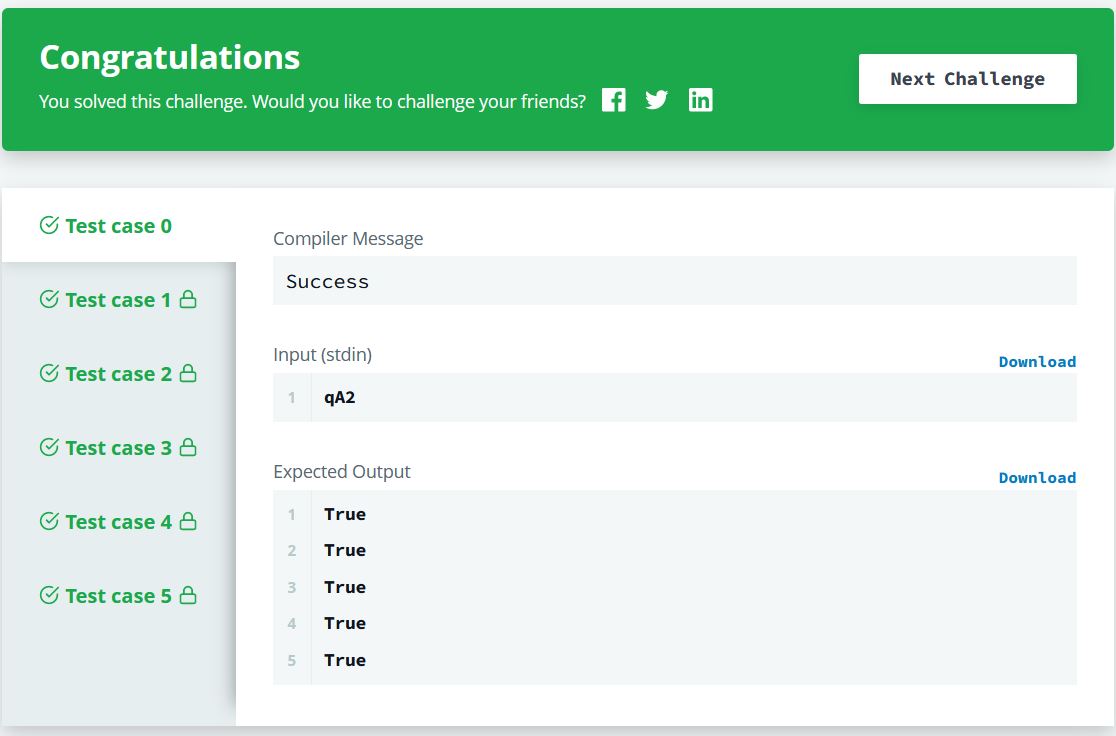 Congratulations
You solved this challenge. Would you like to challenge your friends?
Next Challenge
Test case 0
Test case 1
Test case 2
Test case 3
Test case 4
Test case 5
Compiler Message
Success
Input (stdin)
Download
1 qA2
Expected Output
Download
1 True
2 True
3 True
4 True
5 True